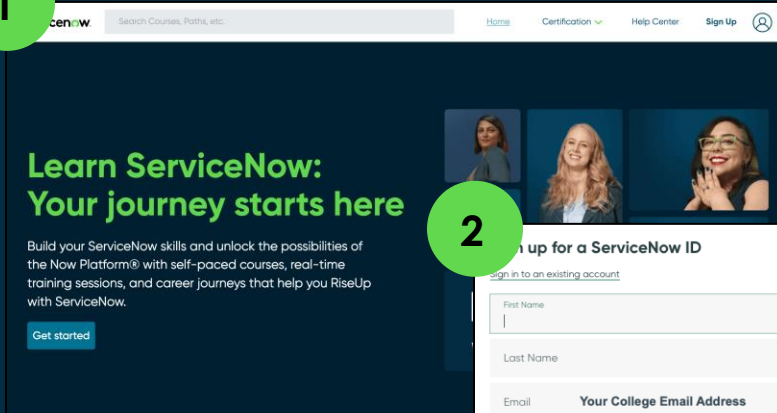 1
cenow.
Search Courses, Paths, etc.
Home
Certification
Help Center
Sign Up
Learn ServiceNow:
Your journey starts here
Build your ServiceNow skills and unlock the possibilities of
the Now Platform® with self-paced courses, real-time
training sessions, and career journeys that help you RiseUp
with ServiceNow.
Get started
2
up for a ServiceNow ID
Sign in to an existing account
First Name
Last Name
Email Your College Email Address